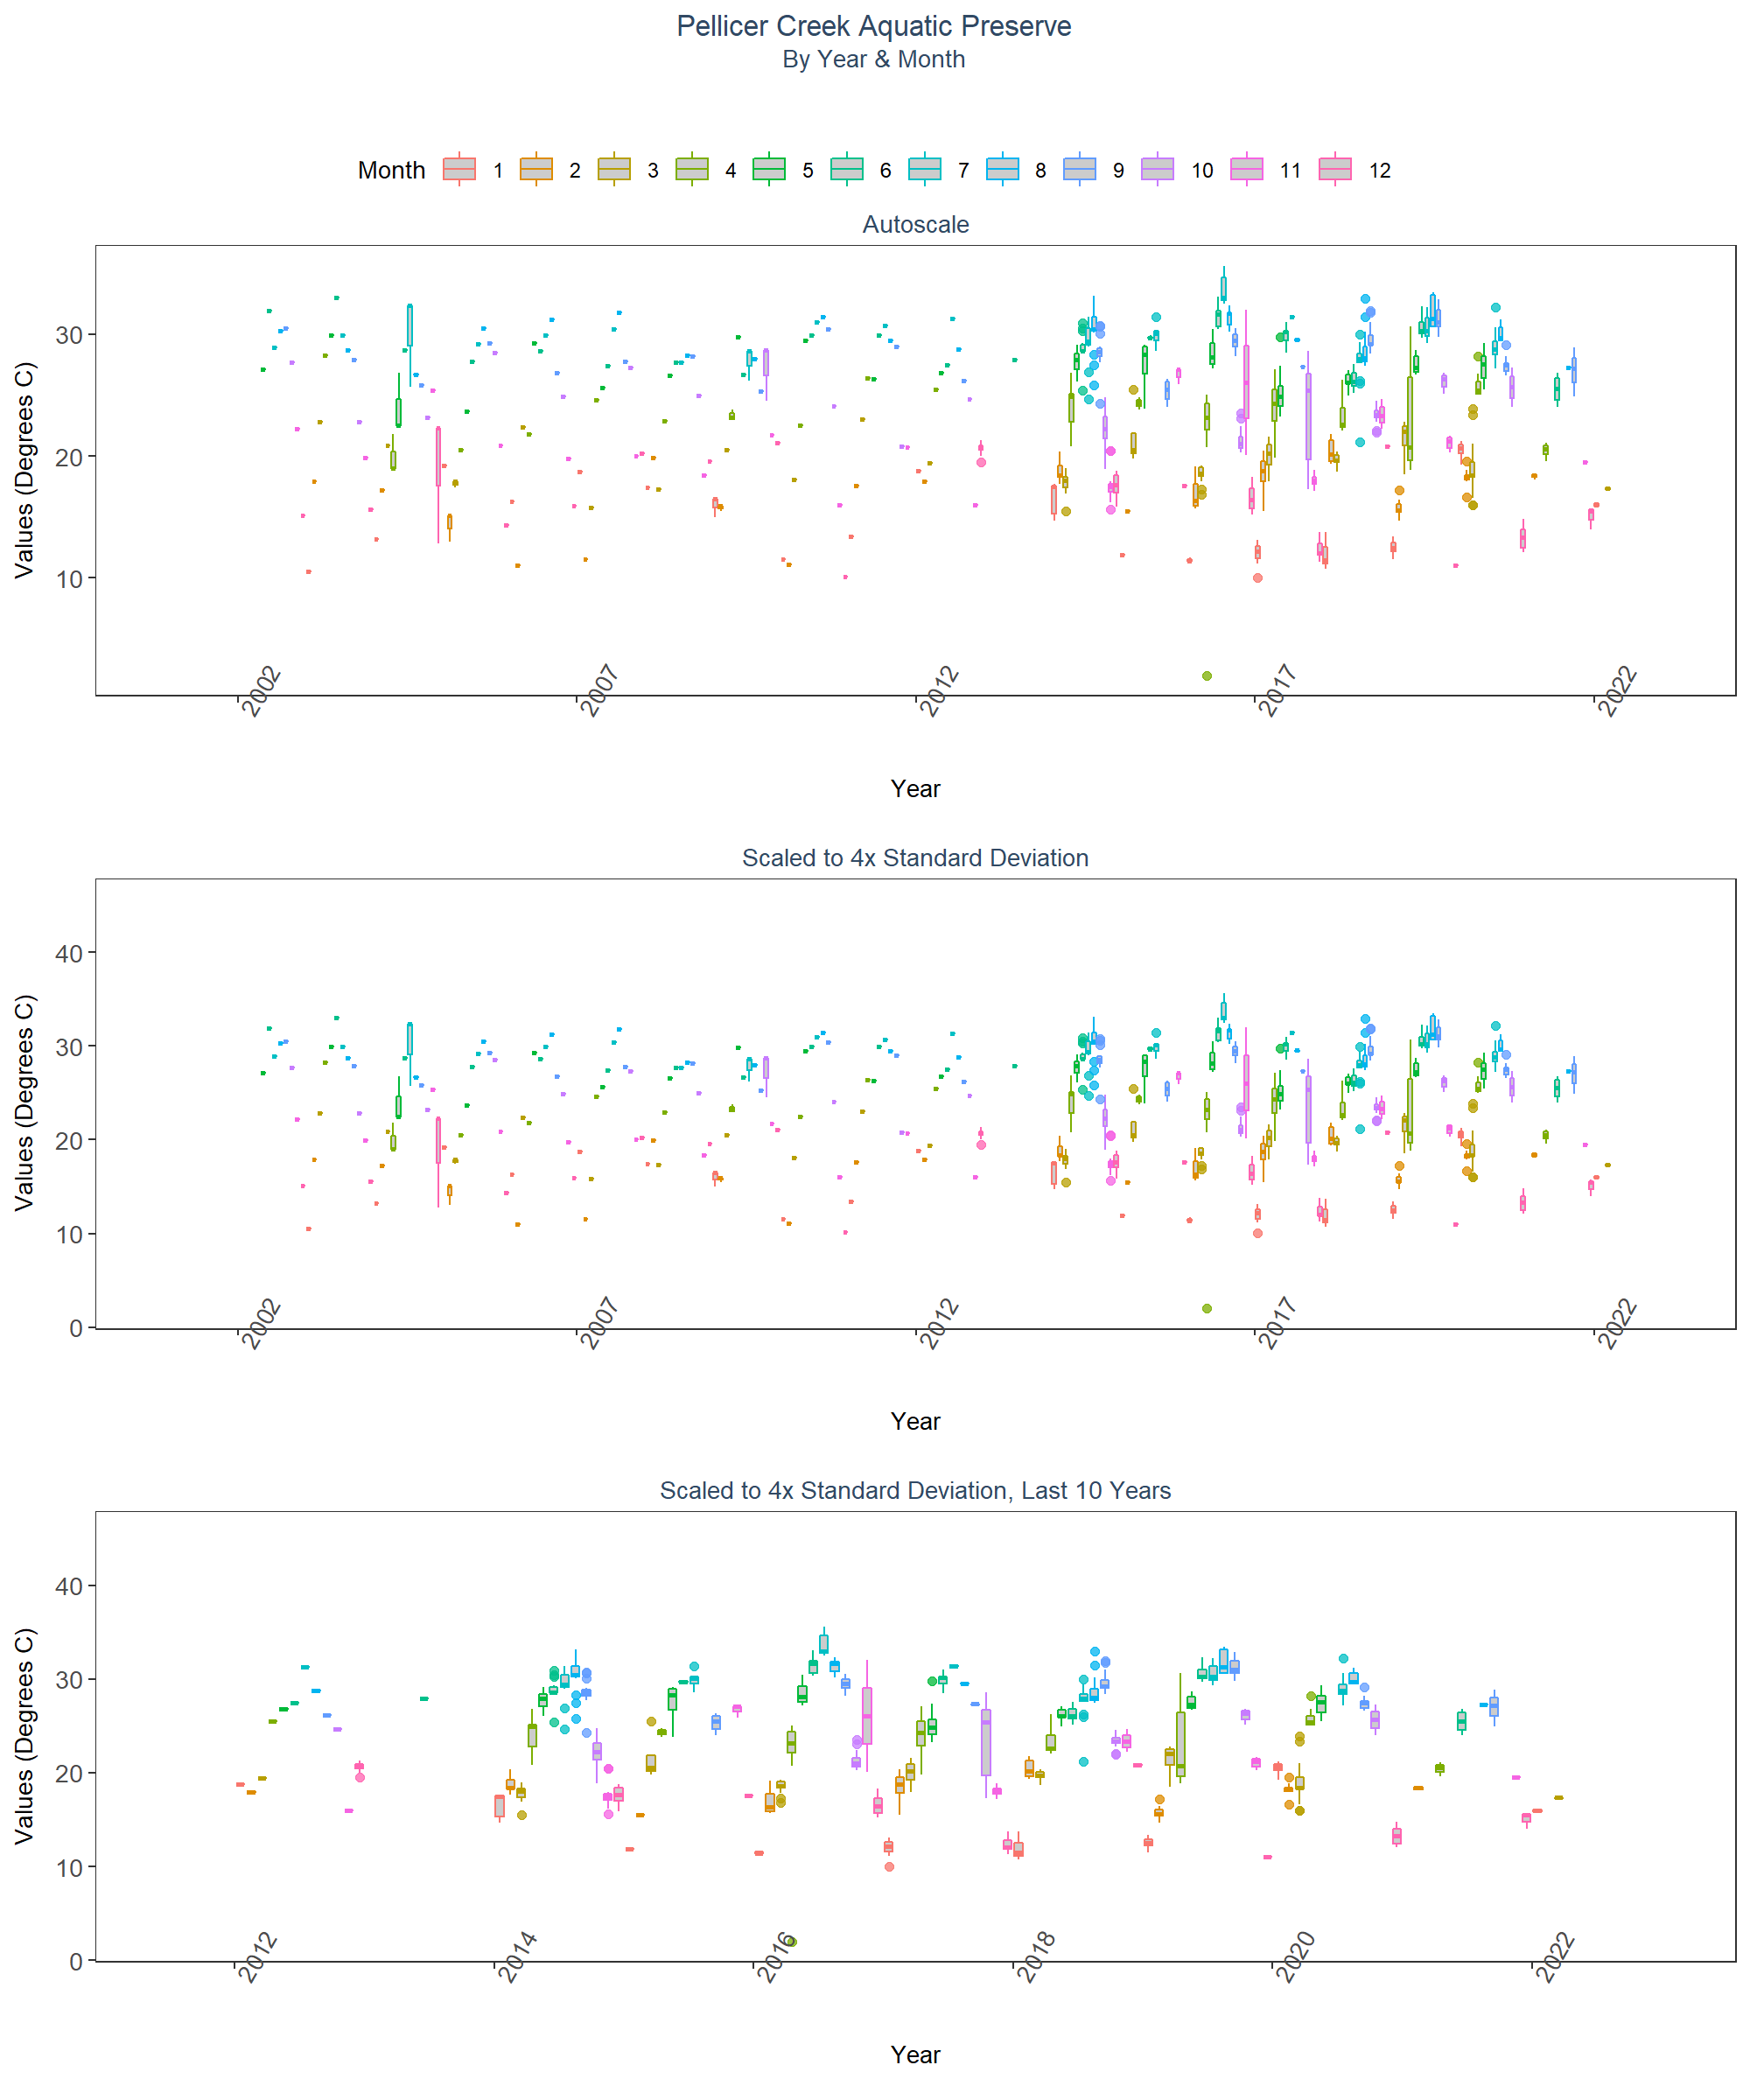 Pellicer Creek Aquatic Preserve
By Year & Month
Month 1 2 3 4 5 6 7 8 9 10 11 12
Autoscale
Values (Degrees C)
30
20
10
2002 2007 2012 2017 2022
Year
Scaled to 4x Standard Deviation
Values (Degrees C)
40
30
20
10
0
2002 2007 2012 2017 2022
Year
Scaled to 4x Standard Deviation, Last 10 Years
Values (Degrees C)
40
30
20
10
0
2012 2014 2016 2018 2020 2022
Year